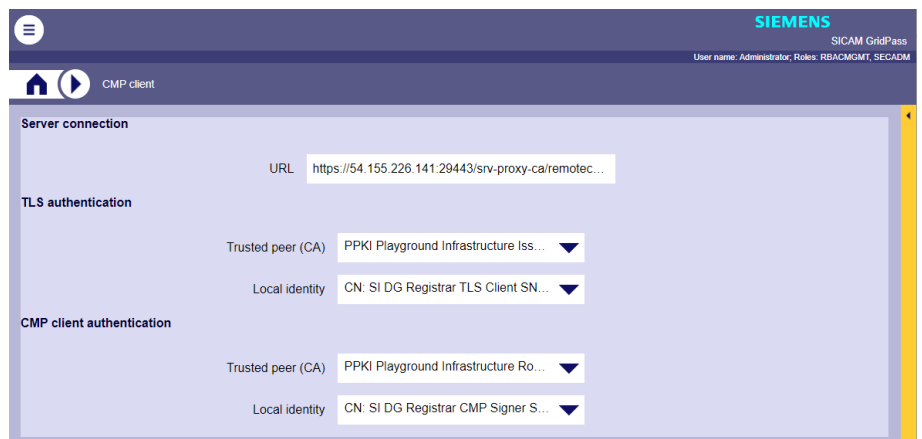 SIEMENS
SICAM GridPass
User name: Administrator; Roles: RBACMGMT, SECADM
CMP client
Server connection
URL https://54.155.226.141:29443/srv-proxy-ca/remotec...
TLS authentication
Trusted peer (CA) PPKI Playground Infrastructure Iss...
Local identity CN: SI DG Registrar TLS Client SN...
CMP client authentication
Trusted peer (CA) PPKI Playground Infrastructure Ro...
Local identity CN: SI DG Registrar CMP Signer S...